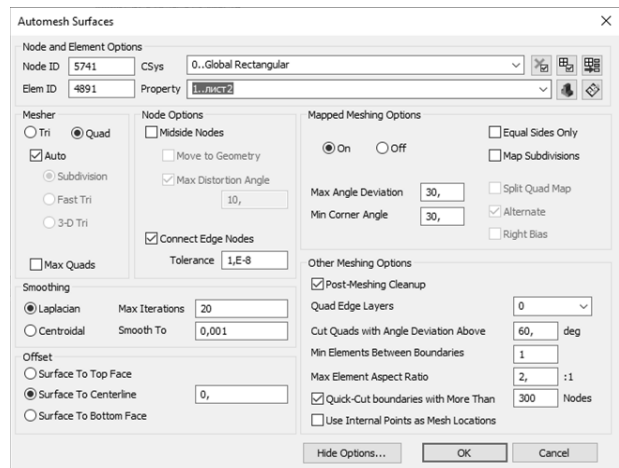 Automesh Surfaces
Node and Element Options
Node ID 5741 CSys 0..Global Rectangular
Elem ID 4891 Property 1..лист2
Mesher
Tri Quad
Auto
Subdivision
Fast Tri
3-D Tri
Max Quads
Node Options
Midside Nodes
Move to Geometry
Max Distortion Angle
10,
Connect Edge Nodes
Tolerance 1,E-8
Mapped Meshing Options
On Off
Equal Sides Only
Map Subdivisions
Max Angle Deviation 30,
Min Corner Angle 30,
Split Quad Map
Alternate
Right Bias
Smoothing
Laplacian Max Iterations 20
Centroidal Smooth To 0,001
Offset
Surface To Top Face
Surface To Centerline 0,
Surface To Bottom Face
Other Meshing Options
Post-Meshing Cleanup
Quad Edge Layers 0
Cut Quads with Angle Deviation Above 60, deg
Min Elements Between Boundaries 1
Max Element Aspect Ratio 2, :1
Quick-Cut boundaries with More Than 300 Nodes
Use Internal Points as Mesh Locations
Hide Options... OK Cancel